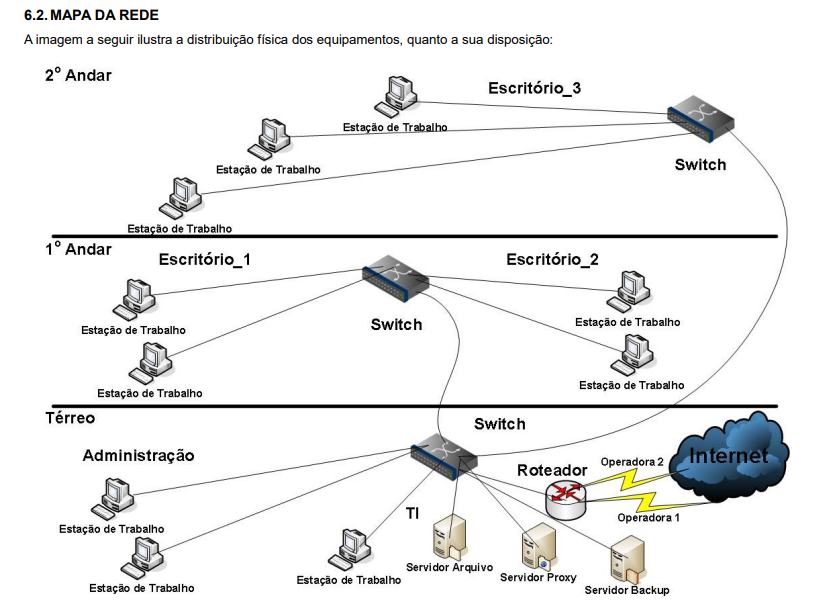 6.2. MAPA DA REDE
A imagem a seguir ilustra a distribuição física dos equipamentos, quanto a sua disposição:
2º Andar
Escritório_3
Estação de Trabalho
Estação de Trabalho
Switch
Estação de Trabalho
1º Andar
Escritório_1
Escritório_2
Estação de Trabalho
Switch
Estação de Trabalho
Estação de Trabalho
Estação de Trabalho
Térreo
Switch
Administração
Internet
Roteador
Operadora 2
Operadora 1
TI
Estação de Trabalho
Servidor Arquivo
Servidor Proxy
Estação de Trabalho
Estação de Trabalho
Servidor Backup